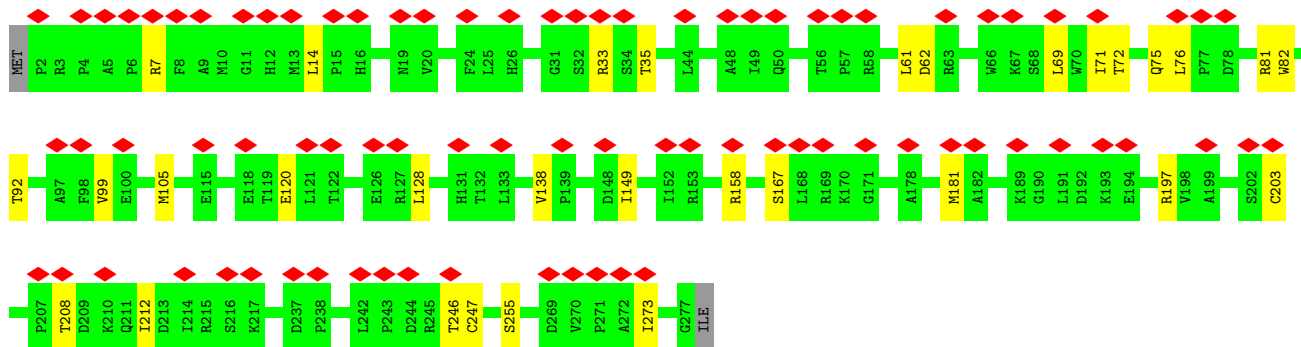 MET P2 R3 P4 A5 P6 R7 F8 A9 M10 G11 H12 M13 L14 P15 H16 N19 V20 F24 L25 H26 G31 S32 R33 S34 T35 L44 A48 I49 Q50 T56 P57 R58 L61 D62 R63 W66 K67 S68 L69 W70 I71 T72 Q75 L76 P77 D78 R81 W82
T92 A97 F98 V99 E100 M105 E115 E118 T119 E120 L121 T122 E126 R127 L128 H131 T132 L133 V138 P139 D148 I149 I152 R153 R158 S167 L168 R169 K170 G171 A178 M181 A182 K189 G190 L191 D192 K193 E194 R197 V198 A199 S202 C203
P207 T208 D209 K210 Q211 I212 D213 I214 R215 S216 K217 D237 P238 L242 P243 D244 R245 T246 C247 S255 D269 V270 P271 A272 I273 G277 ILE